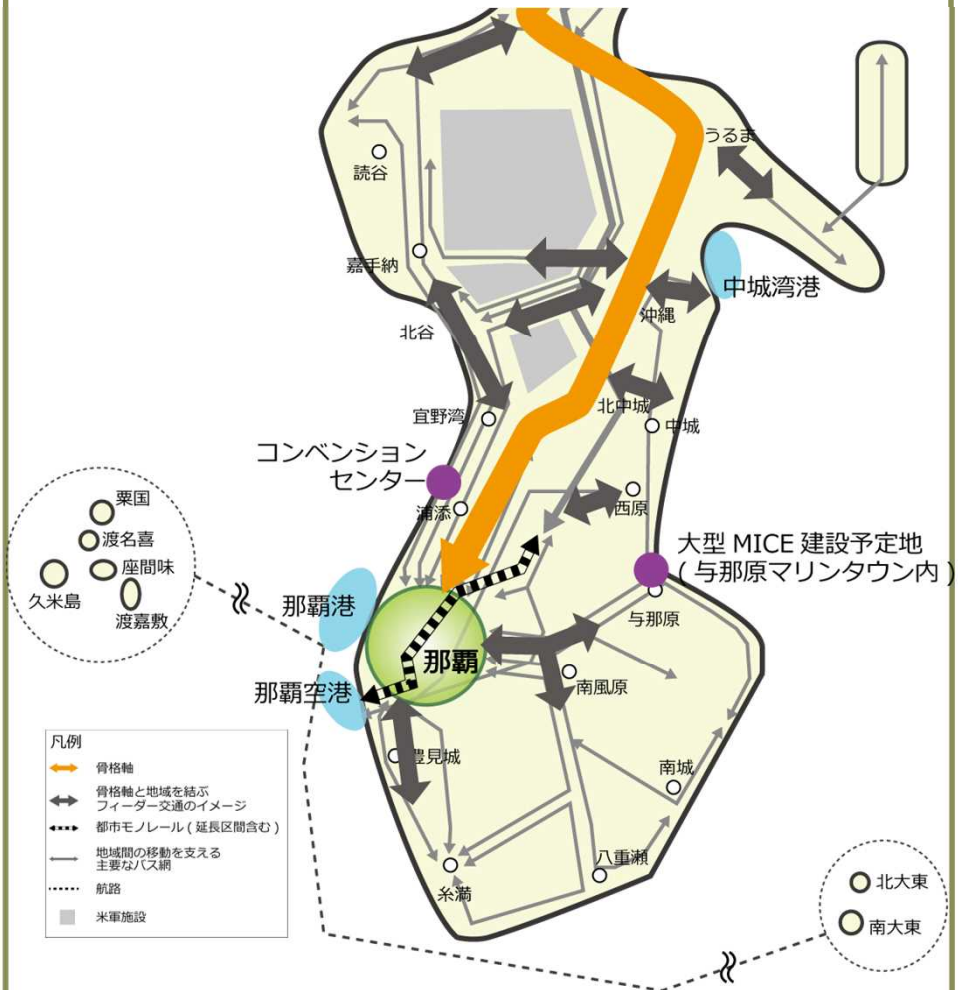 うるま
読谷
嘉手納
中城湾港
沖縄
北谷
北中城
宜野湾
中城
コンベンション
センター
浦添
西原
粟国
渡名喜
座間味
久米島
渡嘉敷
大型 MICE 建設予定地
( 与那原マリンタウン内 )
那覇港
与那原
那覇
南風原
那覇空港
凡例
骨格軸
骨格軸と地域を結ぶ
フィーダー交通のイメージ
都市モノレール ( 延長区間含む )
地域間の移動を支える
主要なバス網
航路
米軍施設
豊見城
南城
八重瀬
糸満
北大東
南大東